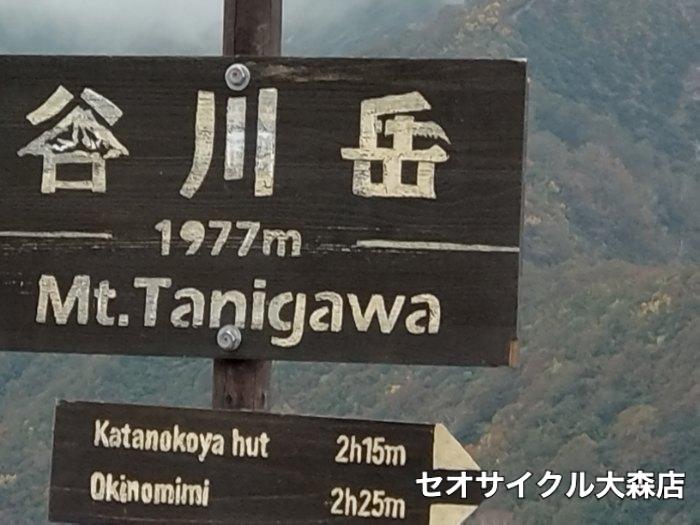 谷川岳
1977m
Mt.Tanigawa
Katanokoya hut 2h15m
Okinomimi 2h25m
セオサイクル大森店